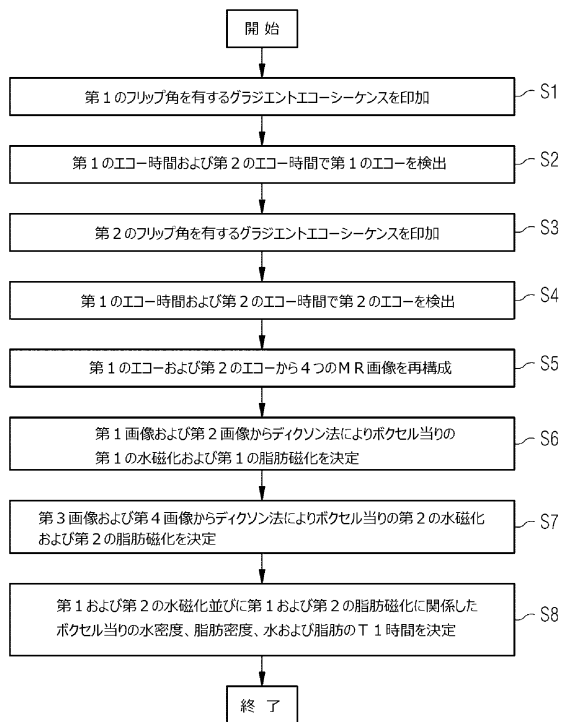 開始
第1のフリップ角を有するグラジエントエコーシーケンスを印加
S1
第1のエコー時間および第2のエコー時間で第1のエコーを検出
S2
第2のフリップ角を有するグラジエントエコーシーケンスを印加
S3
第1のエコー時間および第2のエコー時間で第2のエコーを検出
S4
第1のエコーおよび第2のエコーから4つのMR画像を再構成
S5
第1画像および第2画像からディクソン法によりボクセル当りの
第1の水磁化および第1の脂肪磁化を決定
S6
第3画像および第4画像からディクソン法によりボクセル当りの第2の水磁化
および第2の脂肪磁化を決定
S7
第1および第2の水磁化並びに第1および第2の脂肪磁化に関係した
ボクセル当りの水密度、脂肪密度、水および脂肪のT1時間を決定
S8
終了